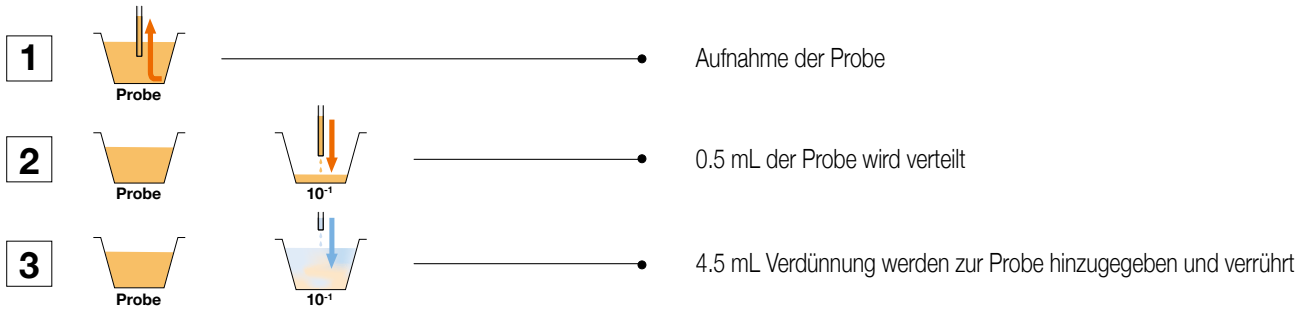 1
Probe
Aufnahme der Probe
2
Probe
10⁻¹
0.5 mL der Probe wird verteilt
3
Probe
10⁻¹
4.5 mL Verdünnung werden zur Probe hinzugegeben und verrührt